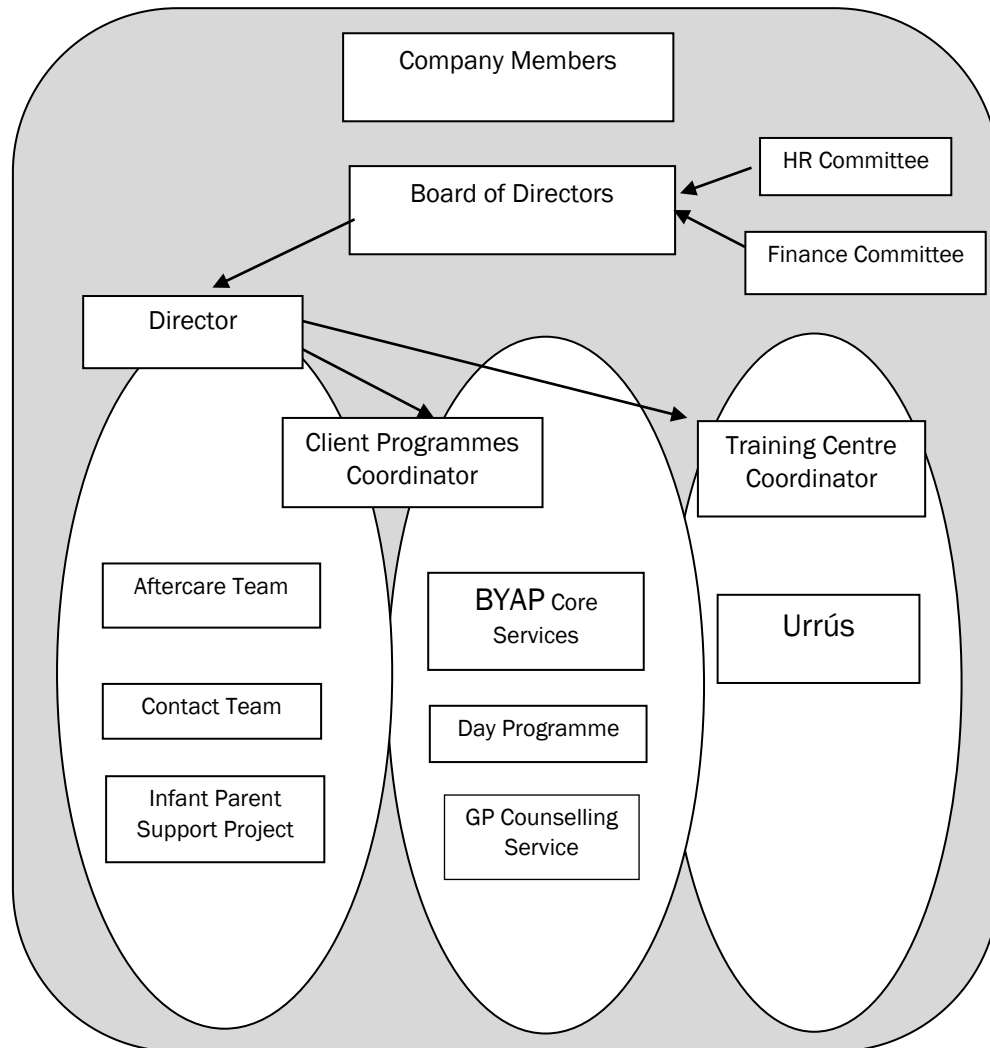 Company Members
HR Committee
Board of Directors
Finance Committee
Director
Client Programmes
Coordinator
Training Centre
Coordinator
Aftercare Team
BYAP Core
Services
Urrús
Contact Team
Day Programme
Infant Parent
Support Project
GP Counselling
Service